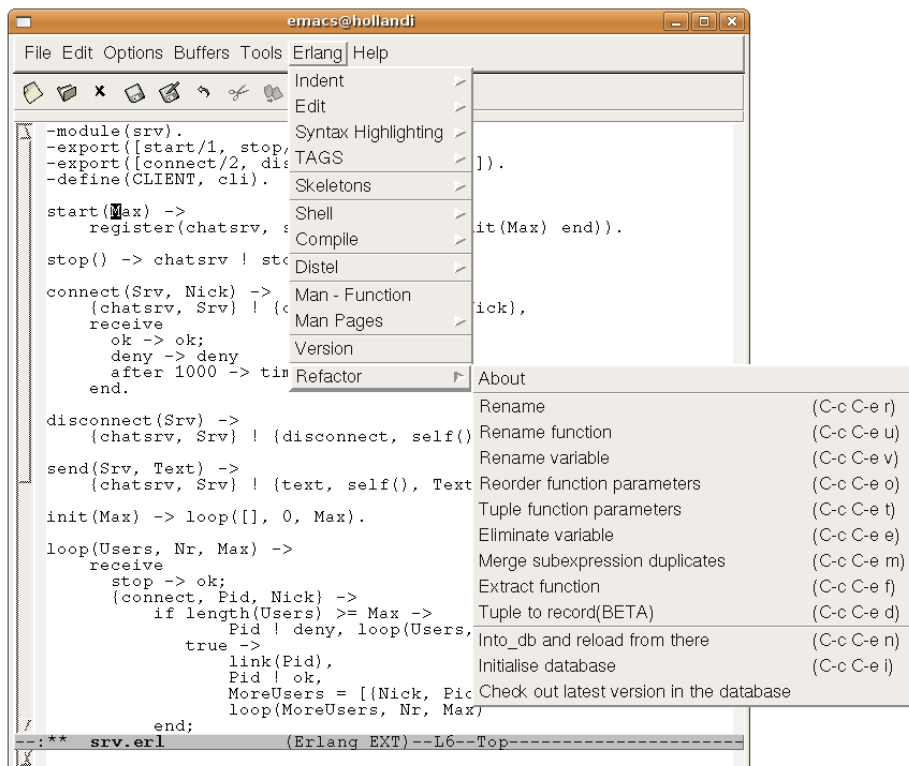 emacs@hollandi
File Edit Options Buffers Tools Erlang Help
-module(srv).
-export([start/1, stop/
-export([connect/2, dis ]).
-define(CLIENT, cli).
start(Max) ->
register(chatsrv, s it(Max) end)).
stop() -> chatsrv ! sto
connect(Srv, Nick) ->
{chatsrv, Srv} ! {c ick},
receive
ok -> ok;
deny -> deny
after 1000 -> tim
end.
disconnect(Srv) ->
{chatsrv, Srv} ! {disconnect, self()
send(Srv, Text) ->
{chatsrv, Srv} ! {text, self(), Text
init(Max) -> loop([], 0, Max).
loop(Users, Nr, Max) ->
receive
stop -> ok;
{connect, Pid, Nick} ->
if length(Users) >= Max ->
Pid ! deny, loop(Users,
true ->
link(Pid),
Pid ! ok,
MoreUsers = [{Nick, Pid
loop(MoreUsers, Nr, Max)
end;
--:** srv.erl (Erlang EXT)--L6--Top----
Indent
Edit
Syntax Highlighting
TAGS
Skeletons
Shell
Compile
Distel
Man - Function
Man Pages
Version
Refactor
About
Rename (C-c C-e r)
Rename function (C-c C-e u)
Rename variable (C-c C-e v)
Reorder function parameters (C-c C-e o)
Tuple function parameters (C-c C-e t)
Eliminate variable (C-c C-e e)
Merge subexpression duplicates (C-c C-e m)
Extract function (C-c C-e f)
Tuple to record(BETA) (C-c C-e d)
Into_db and reload from there (C-c C-e n)
Initialise database (C-c C-e i)
Check out latest version in the database